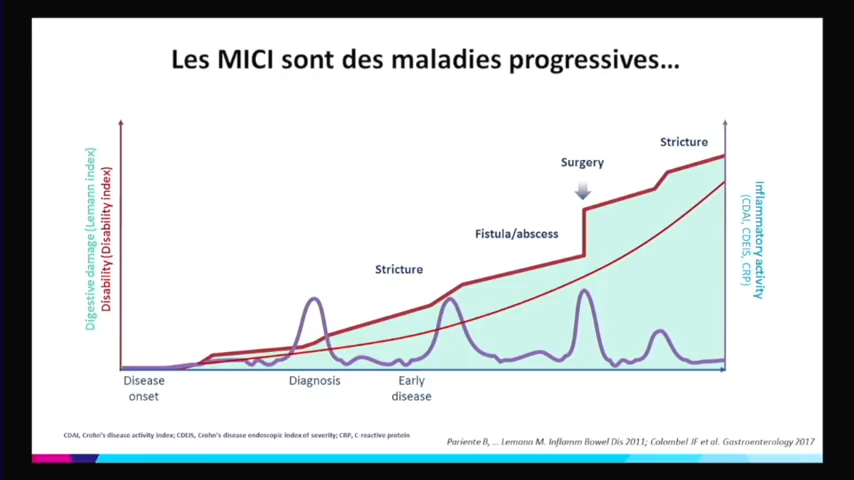 Les MICI sont des maladies progressives...
Digestive damage (Lemann index)
Disability (Disability index)
Stricture
Fistula/abscess
Surgery
Stricture
Inflammatory activity
(CDAI, CDEIS, CRP)
Disease
onset
Diagnosis
Early
disease
CDAI, Crohn's disease activity index; CDEIS, Crohn's disease endoscopic index of severity; CRP, C-reactive protein
Pariente B, ... Lemann M. Inflamm Bowel Dis 2011; Colombel JF et al. Gastroenterology 2017